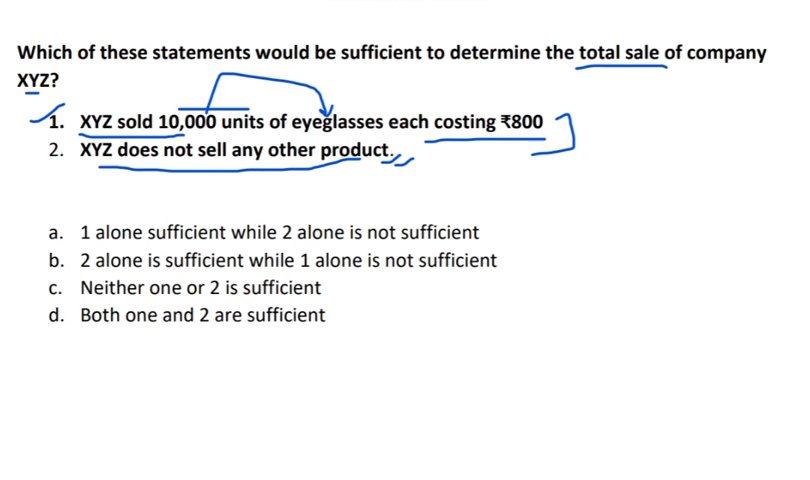 Which of these statements would be sufficient to determine the total sale of company
XYZ?
1. XYZ sold 10,000 units of eyeglasses each costing ₹800
2. XYZ does not sell any other product.
a. 1 alone sufficient while 2 alone is not sufficient
b. 2 alone is sufficient while 1 alone is not sufficient
c. Neither one or 2 is sufficient
d. Both one and 2 are sufficient